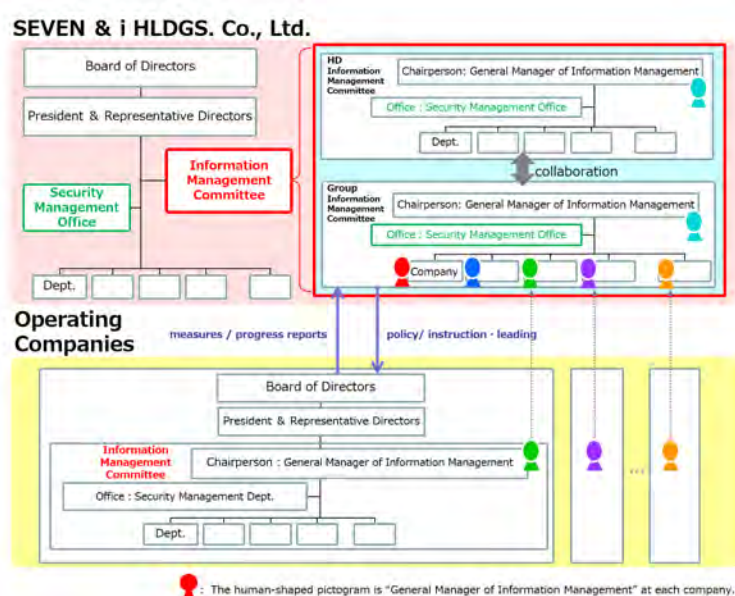 SEVEN & i HLDGS. Co., Ltd.
Board of Directors
President & Representative Directors
Information
Management
Committee
Security
Management
Office
Dept.
HD
Information
Management
Committee
Chairperson: General Manager of Information Management
Office : Security Management Office
Dept.
collaboration
Group
Information
Management
Committee
Chairperson: General Manager of Information Management
Office : Security Management Office
Company
Operating
Companies
measures / progress reports
policy/ instruction · leading
Board of Directors
President & Representative Directors
Information
Management
Committee
Chairperson : General Manager of Information Management
Office : Security Management Dept.
Dept.
...
: The human-shaped pictogram is "General Manager of Information Management" at each company.